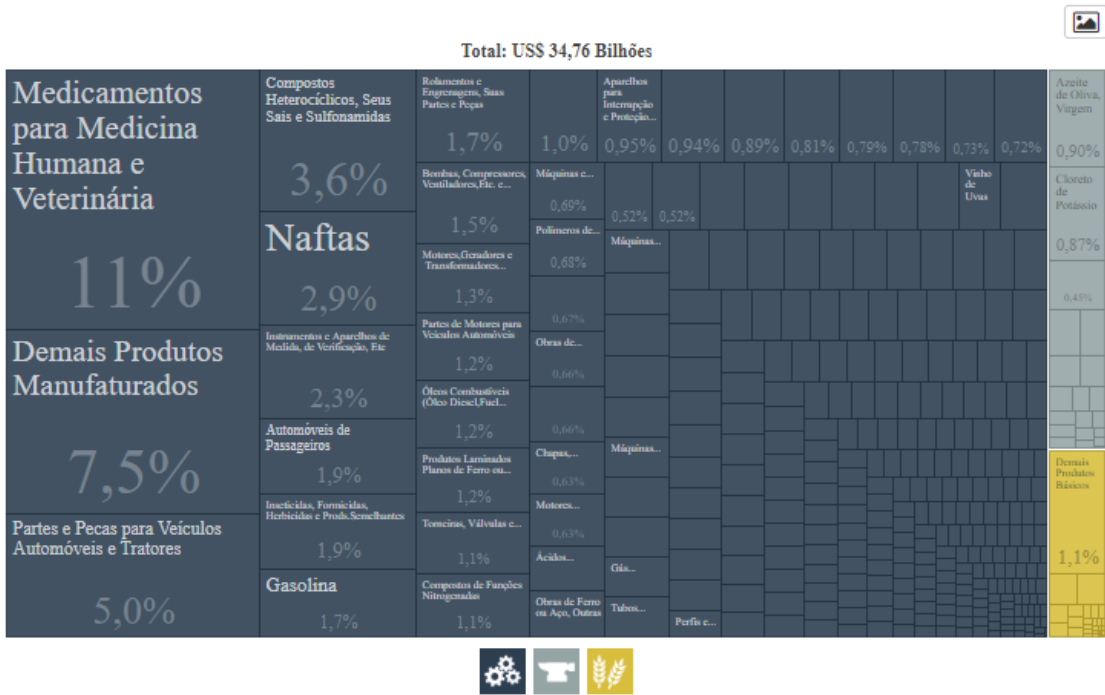 Total: US$ 34,76 Bilhões
Medicamentos
para Medicina
Humana e
Veterinária
11%
Demais Produtos
Manufaturados
7,5%
Partes e Pecas para Veículos
Automóveis e Tratores
5,0%
Compostos
Heterocíclicos, Seus
Sais e Sulfonamidas
3,6%
Naftas
2,9%
Instrumentos e Aparelhos de
Medida, de Verificação, Etc
2,3%
Automóveis de
Passageiros
1,9%
Inseticidas, Formicidas,
Herbicidas e Prods.Semelhantes
1,9%
Gasolina
1,7%
Rolamentos e
Engrenagens, Suas
Partes e Peças
1,7%
Bombas, Compressores,
Ventiladores,Etc. e...
1,5%
Motores,Geradores e
Transformadores...
1,3%
Partes de Motores para
Veículos Automóveis
1,2%
Óleos Combustíveis
(Óleo Diesel,Fuel...
1,2%
Produtos Laminados
Planos de Ferro ou...
1,2%
Torneiras, Válvulas e...
1,1%
Compostos de Funções
Nitrogenadas
1,1%
1,0%
Máquinas e...
0,69%
Polímeros de...
0,68%
0,67%
Obras de...
0,66%
0,66%
Chapas,...
0,63%
Motores...
0,63%
Ácidos...
Obras de Ferro
ou Aço, Outras
Aparelhos
para
Interrupção
e Proteção...
0,95%
0,94%
0,89%
0,81%
0,79%
0,78%
0,73%
0,72%
0,52%
0,52%
Vinho
de
Uvas
Máquinas...
Máquinas...
Gás...
Tubos...
Perfis e...
Azeite
de Oliva,
Virgem
0,90%
Cloreto
de
Potássio
0,87%
0,45%
Demais
Produtos
Básicos
1,1%